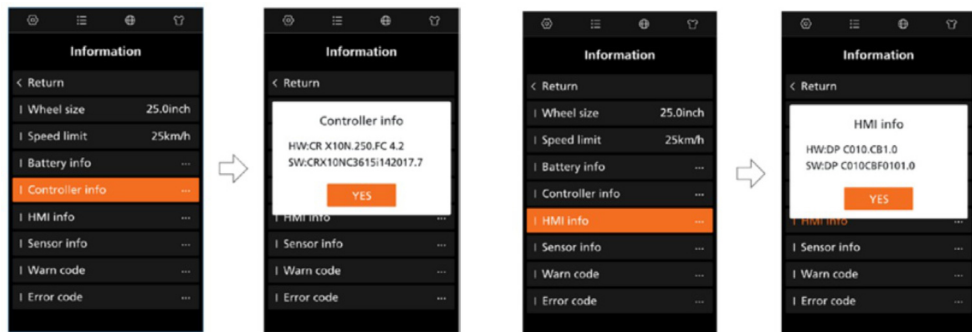 Information
< Return
Wheel size 25.0inch
Speed limit 25km/h
Battery info ...
Controller info ...
HMI info ...
Sensor info ...
Warn code ...
Error code ...
Information
< Return
Controller info
HW:CR X10N.250.FC 4.2
SW:CRX10NC3615i142017.7
YES
HMI info ...
Sensor info ...
Warn code ...
Error code ...
Information
< Return
Wheel size 25.0inch
Speed limit 25km/h
Battery info ...
Controller info ...
HMI info ...
Sensor info ...
Warn code ...
Error code ...
Information
< Return
HMI info
HW:DP C010.CB1.0
SW:DP C010CBF0101.0
YES
HMI info ...
Sensor info ...
Warn code ...
Error code ...